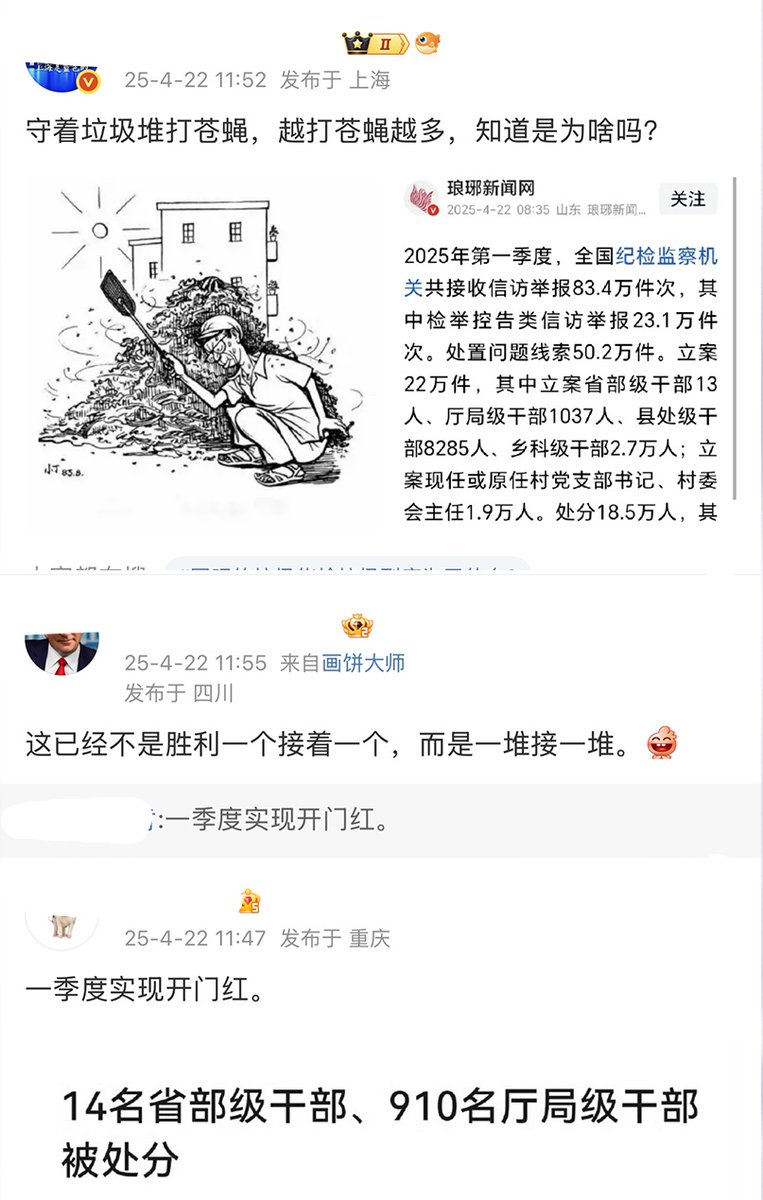 II
25-4-22 11:52 发布于 上海
守着垃圾堆打苍蝇，越打苍蝇越多，知道是为啥吗？
小丁 83.8.
琅琊新闻网
2025-4-22 08:35 山东 琅琊新闻...
关注
2025年第一季度，全国纪检监察机
关共接收信访举报83.4万件次，其
中检举控告类信访举报23.1万件
次。处置问题线索50.2万件。立案
22万件，其中立案省部级干部13
人、厅局级干部1037人、县处级干
部8285人、乡科级干部2.7万人；立
案现任或原任村党支部书记、村委
会主任1.9万人。处分18.5万人，其
25-4-22 11:55 来自画饼大师
发布于 四川
这已经不是胜利一个接着一个，而是一堆接一堆。
:一季度实现开门红。
25-4-22 11:47 发布于 重庆
一季度实现开门红。
14名省部级干部、910名厅局级干部
被处分